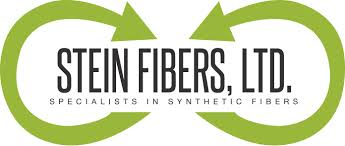 STEIN FIBERS, LTD.
SPECIALISTS IN SYNTHETIC FIBERS